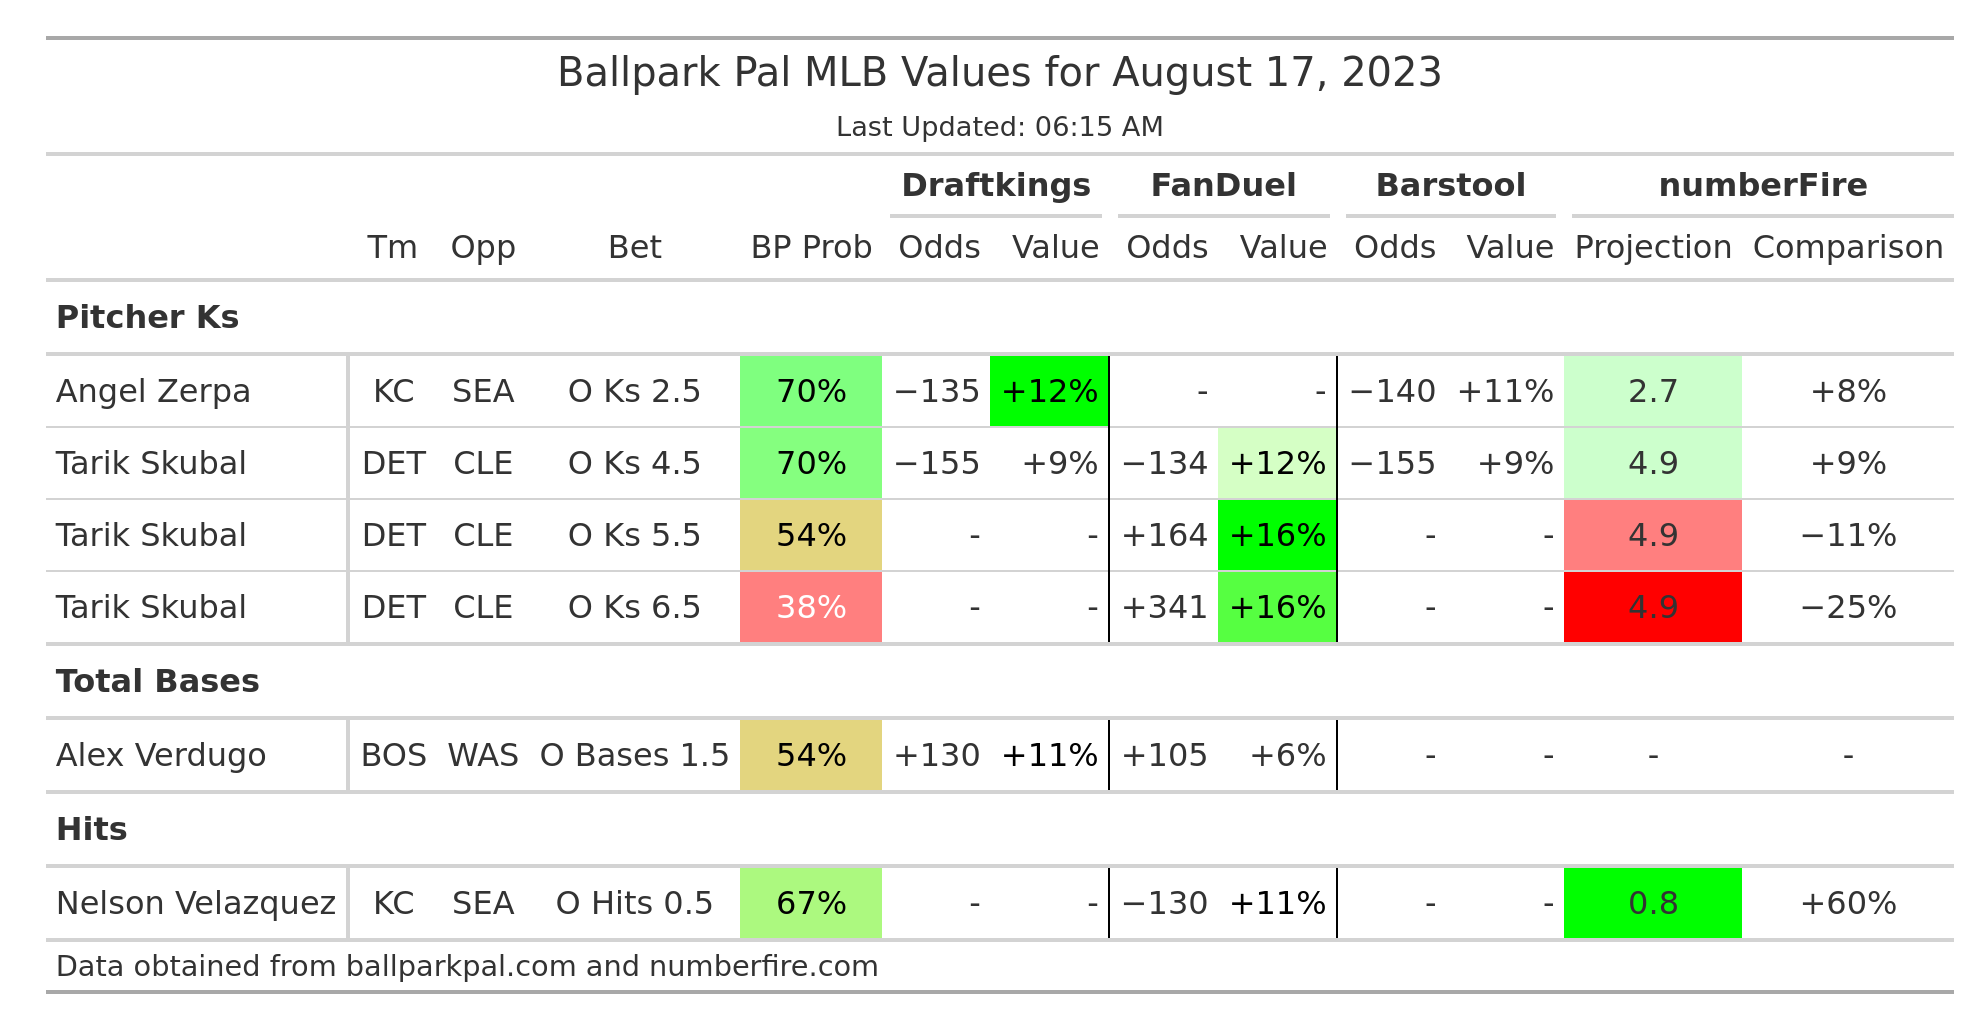 Ballpark Pal MLB Values for August 17, 2023
Last Updated: 06:15 AM
Draftkings FanDuel Barstool numberFire
Tm Opp Bet BP Prob Odds Value Odds Value Odds Value Projection Comparison
Pitcher Ks
Angel Zerpa KC SEA O Ks 2.5 70% −135 +12% - - −140 +11% 2.7 +8%
Tarik Skubal DET CLE O Ks 4.5 70% −155 +9% −134 +12% −155 +9% 4.9 +9%
Tarik Skubal DET CLE O Ks 5.5 54% - - +164 +16% - - 4.9 −11%
Tarik Skubal DET CLE O Ks 6.5 38% - - +341 +16% - - 4.9 −25%
Total Bases
Alex Verdugo BOS WAS O Bases 1.5 54% +130 +11% +105 +6% - - - -
Hits
Nelson Velazquez KC SEA O Hits 0.5 67% - - −130 +11% - - 0.8 +60%
Data obtained from ballparkpal.com and numberfire.com